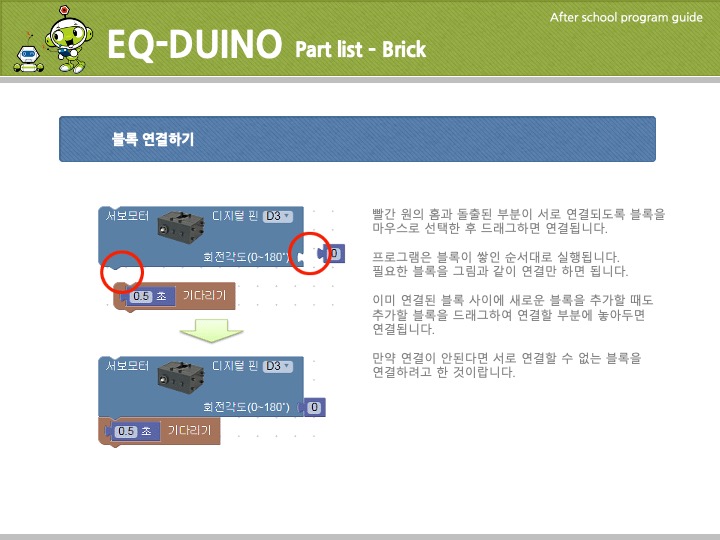 After school program guide
EQ-DUINO Part list - Brick
블록 연결하기
서보모터 디지털 핀 D3
회전각도(0~180˚) 0
0.5 초 기다리기
서보모터 디지털 핀 D3
회전각도(0~180˚) 0
0.5 초 기다리기
빨간 원의 홈과 돌출된 부분이 서로 연결되도록 블록을
마우스로 선택한 후 드래그하면 연결됩니다.
프로그램은 블록이 쌓인 순서대로 실행됩니다.
필요한 블록을 그림과 같이 연결만 하면 됩니다.
이미 연결된 블록 사이에 새로운 블록을 추가할 때도
추가할 블록을 드래그하여 연결할 부분에 놓아두면
연결됩니다.
만약 연결이 안된다면 서로 연결할 수 없는 블록을
연결하려고 한 것이랍니다.